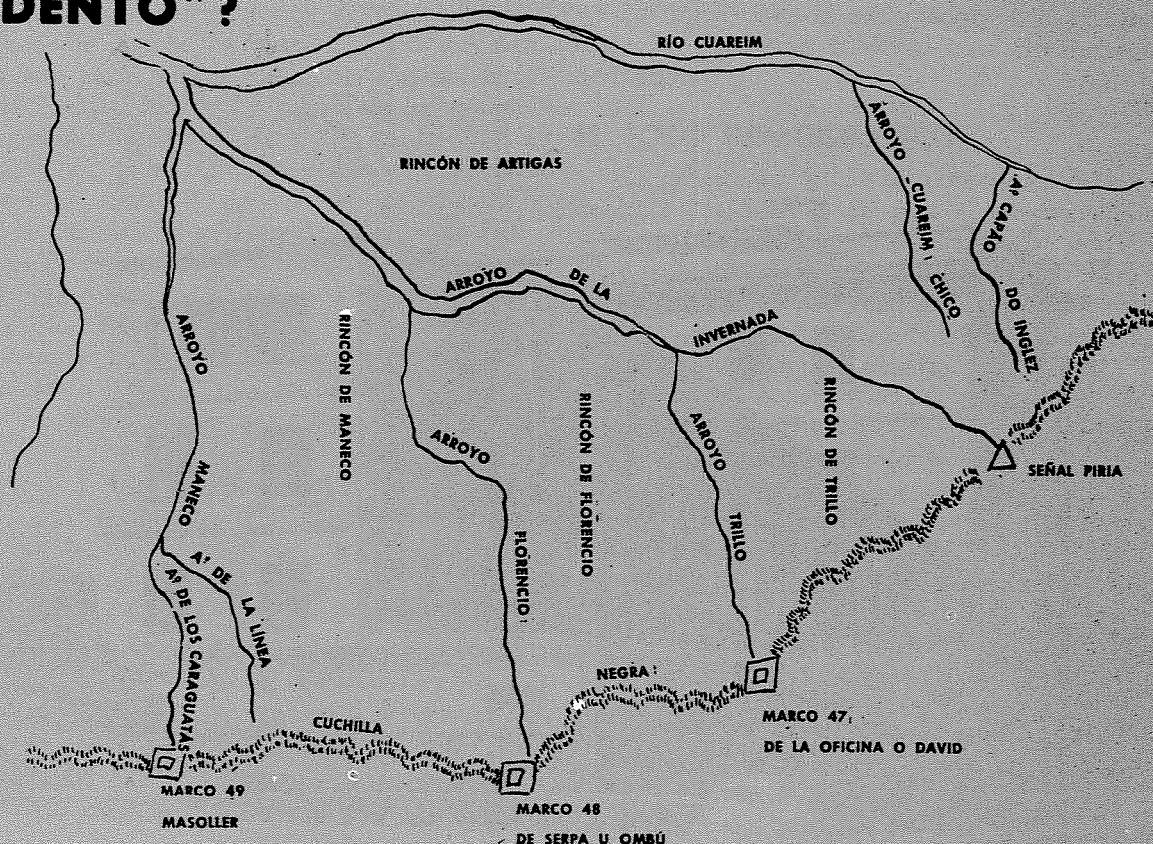 DENTO"?
RÍO CUAREIM
RINCÓN DE ARTIGAS
ARROYO CUAREIM CHICO
Aº CAPÃO DO INGLEZ
ARROYO DE LA INVERNADA
ARROYO MANECO
RINCÓN DE MANECO
ARROYO FLORENCIO
RINCÓN DE FLORENCIO
ARROYO TRILLO
RINCÓN DE TRILLO
SEÑAL PIRIA
Aº DE LA LÍNEA
Aº DE LOS CARAGUATAS
CUCHILLA NEGRA
MARCO 47
DE LA OFICINA O DAVID
MARCO 49
MASOLLER
MARCO 48
DE SERPA U OMBÚ